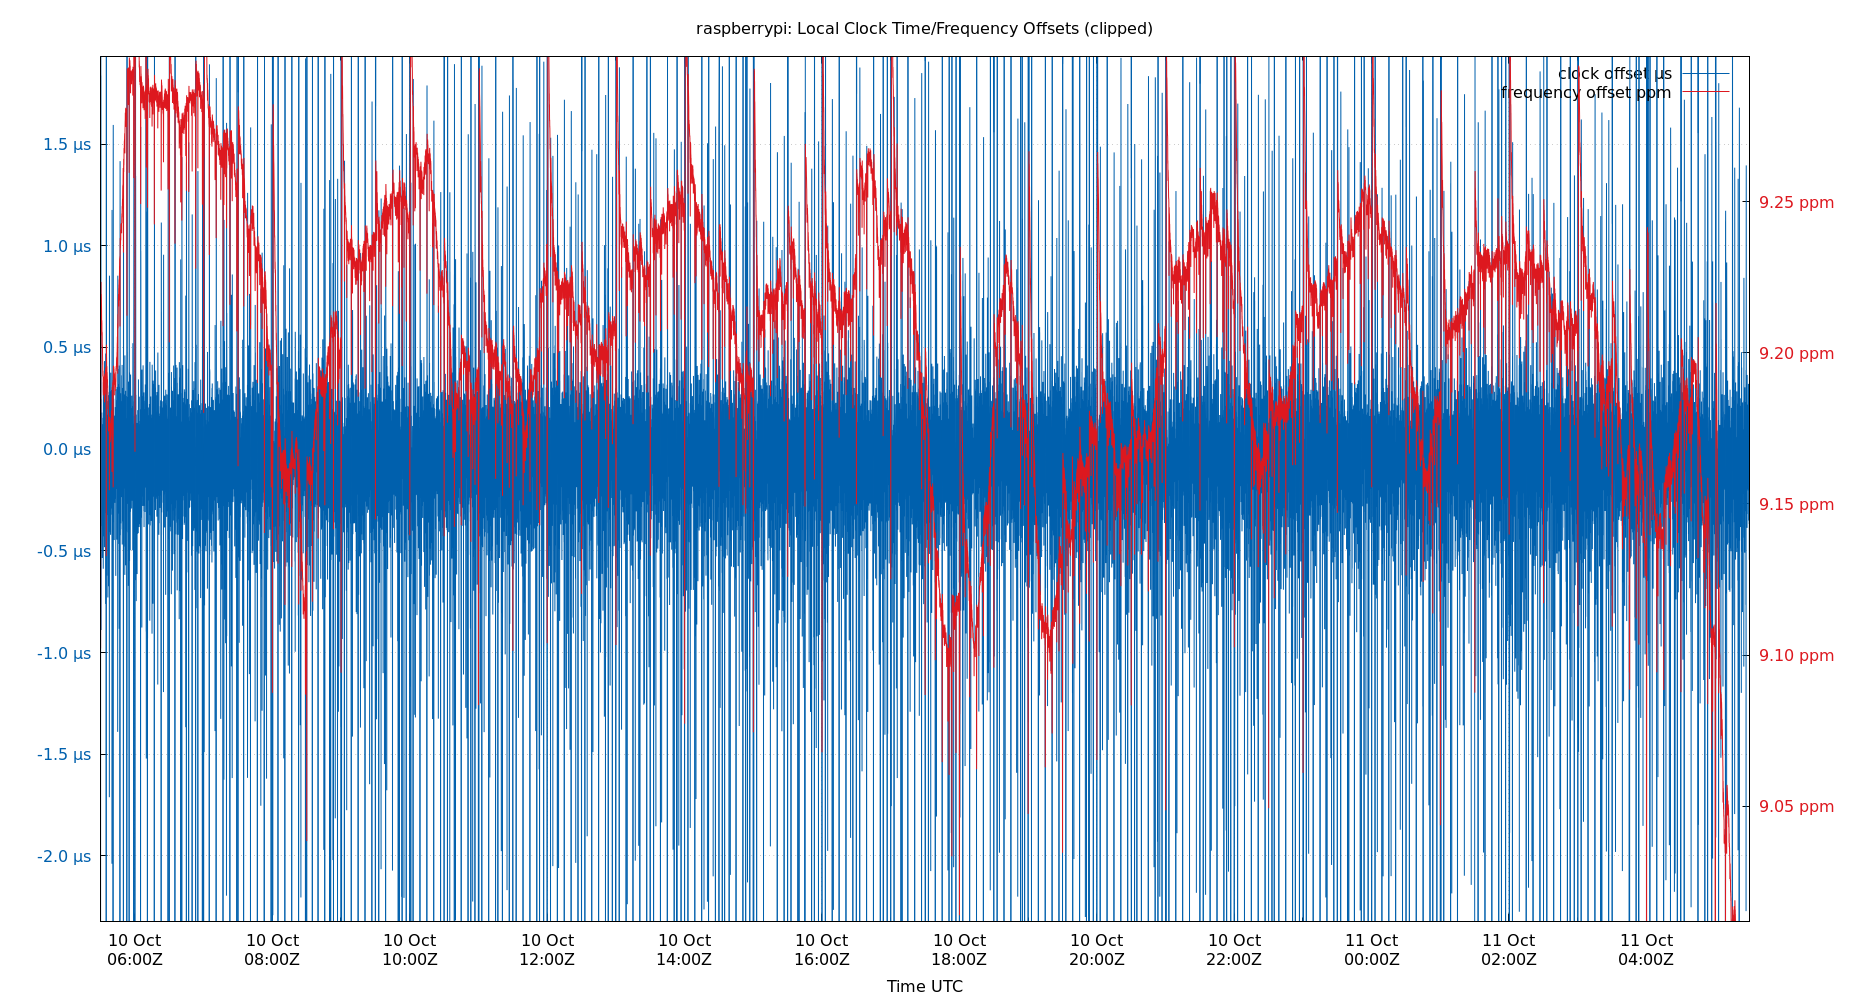 raspberrypi: Local Clock Time/Frequency Offsets (clipped)
clock offset µs
frequency offset ppm
1.5 µs
1.0 µs
0.5 µs
0.0 µs
-0.5 µs
-1.0 µs
-1.5 µs
-2.0 µs
9.25 ppm
9.20 ppm
9.15 ppm
9.10 ppm
9.05 ppm
10 Oct 10 Oct 10 Oct 10 Oct 10 Oct 10 Oct 10 Oct 10 Oct 10 Oct 11 Oct 11 Oct 11 Oct
06:00Z 08:00Z 10:00Z 12:00Z 14:00Z 16:00Z 18:00Z 20:00Z 22:00Z 00:00Z 02:00Z 04:00Z
Time UTC